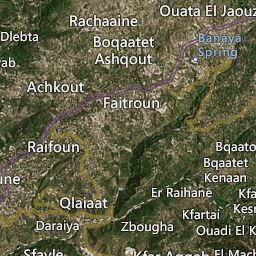 Ouata El Jaouz
Rachaaine
Dlebta
Boqaatet
Ashqout
Banaya
Spring
Achkout
Faitroun
Raifoun
Bqaatet
Kenaan
Er Raihane
Qlaiaat
Kfartai
Daraiya
Zbougha
Ouadi El K
Sfayle